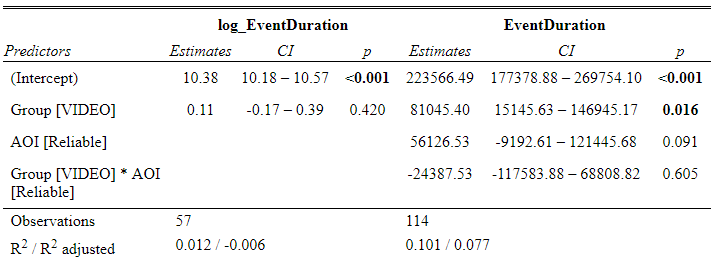 log_EventDuration EventDuration
Predictors Estimates CI p Estimates CI p
(Intercept) 10.38 10.18 – 10.57 <0.001 223566.49 177378.88 – 269754.10 <0.001
Group [VIDEO] 0.11 -0.17 – 0.39 0.420 81045.40 15145.63 – 146945.17 0.016
AOI [Reliable] 56126.53 -9192.61 – 121445.68 0.091
Group [VIDEO] * AOI -24387.53 -117583.88 – 68808.82 0.605
[Reliable]
Observations 57 114
R2 / R2 adjusted 0.012 / -0.006 0.101 / 0.077